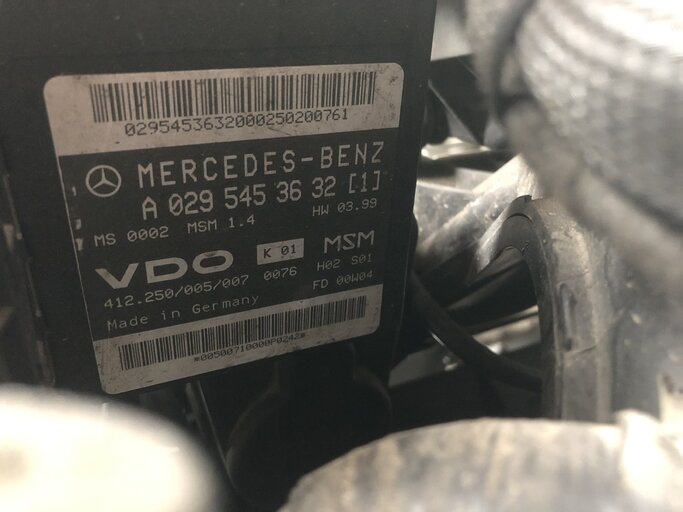 0295453632000250200761
MERCEDES-BENZ
A 029 545 36 32 [1]
MS 0002 MSM 1.4 HW 03.99
VDO K 01 MSM
412.250/005/007 0076 H02 S01
Made in Germany FD 00W04
*00500710000P0242*